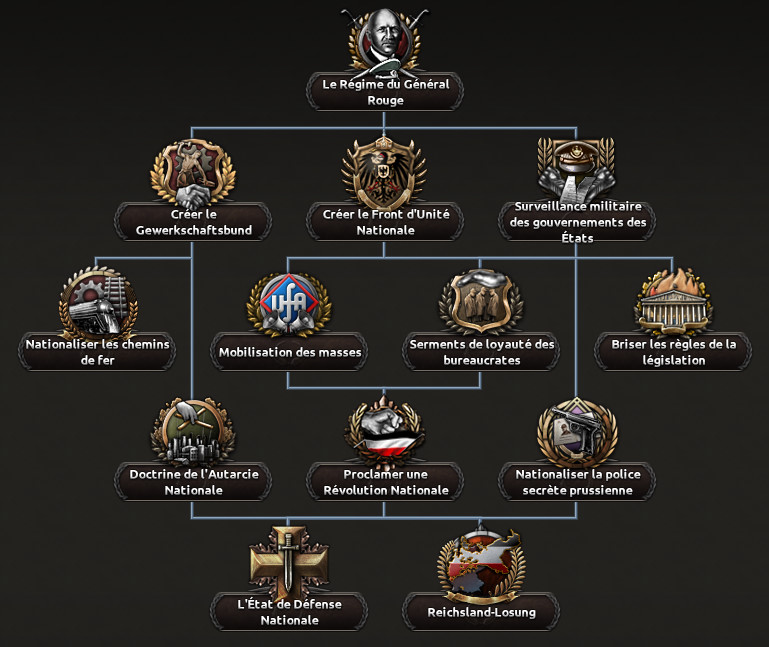 Le Régime du Général
Rouge
Créer le
Gewerkschaftsbund
Créer le Front d'Unité
Nationale
Surveillance militaire
des gouvernements des
États
Nationaliser les chemins
de fer
ufa
Mobilisation des masses
Serments de loyauté des
bureaucrates
Briser les règles de la
législation
Doctrine de l'Autarcie
Nationale
Proclamer une
Révolution Nationale
Nationaliser la police
secrète prussienne
L'État de Défense
Nationale
Reichsland-Losung